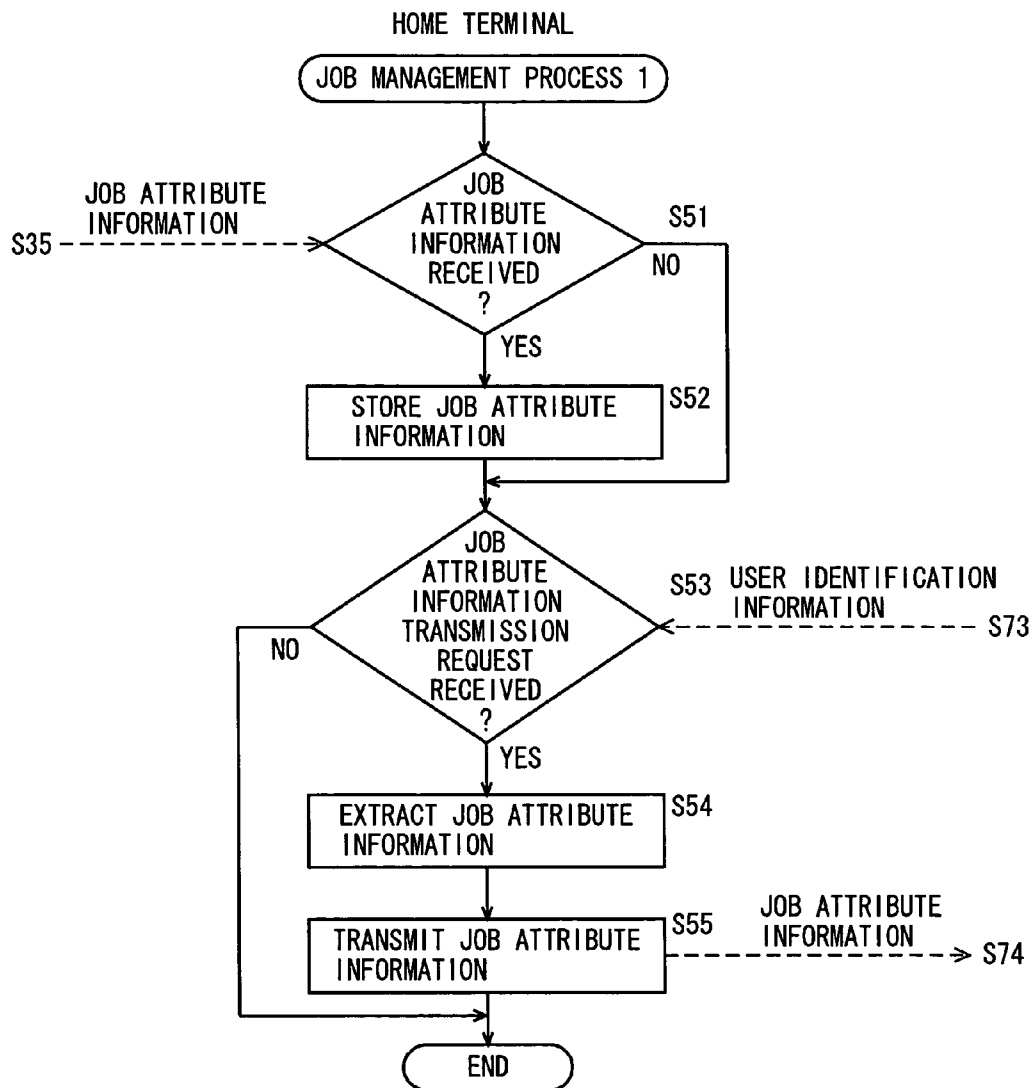 HOME TERMINAL
JOB MANAGEMENT PROCESS 1
JOB ATTRIBUTE
INFORMATION
S35
JOB
ATTRIBUTE
INFORMATION
RECEIVED
?
S51
NO
YES
STORE JOB ATTRIBUTE
INFORMATION
S52
JOB
ATTRIBUTE
INFORMATION
TRANSMISSION
REQUEST
RECEIVED
?
S53
USER IDENTIFICATION
INFORMATION
S73
NO
YES
EXTRACT JOB ATTRIBUTE
INFORMATION
S54
TRANSMIT JOB ATTRIBUTE
INFORMATION
S55
JOB ATTRIBUTE
INFORMATION
S74
END